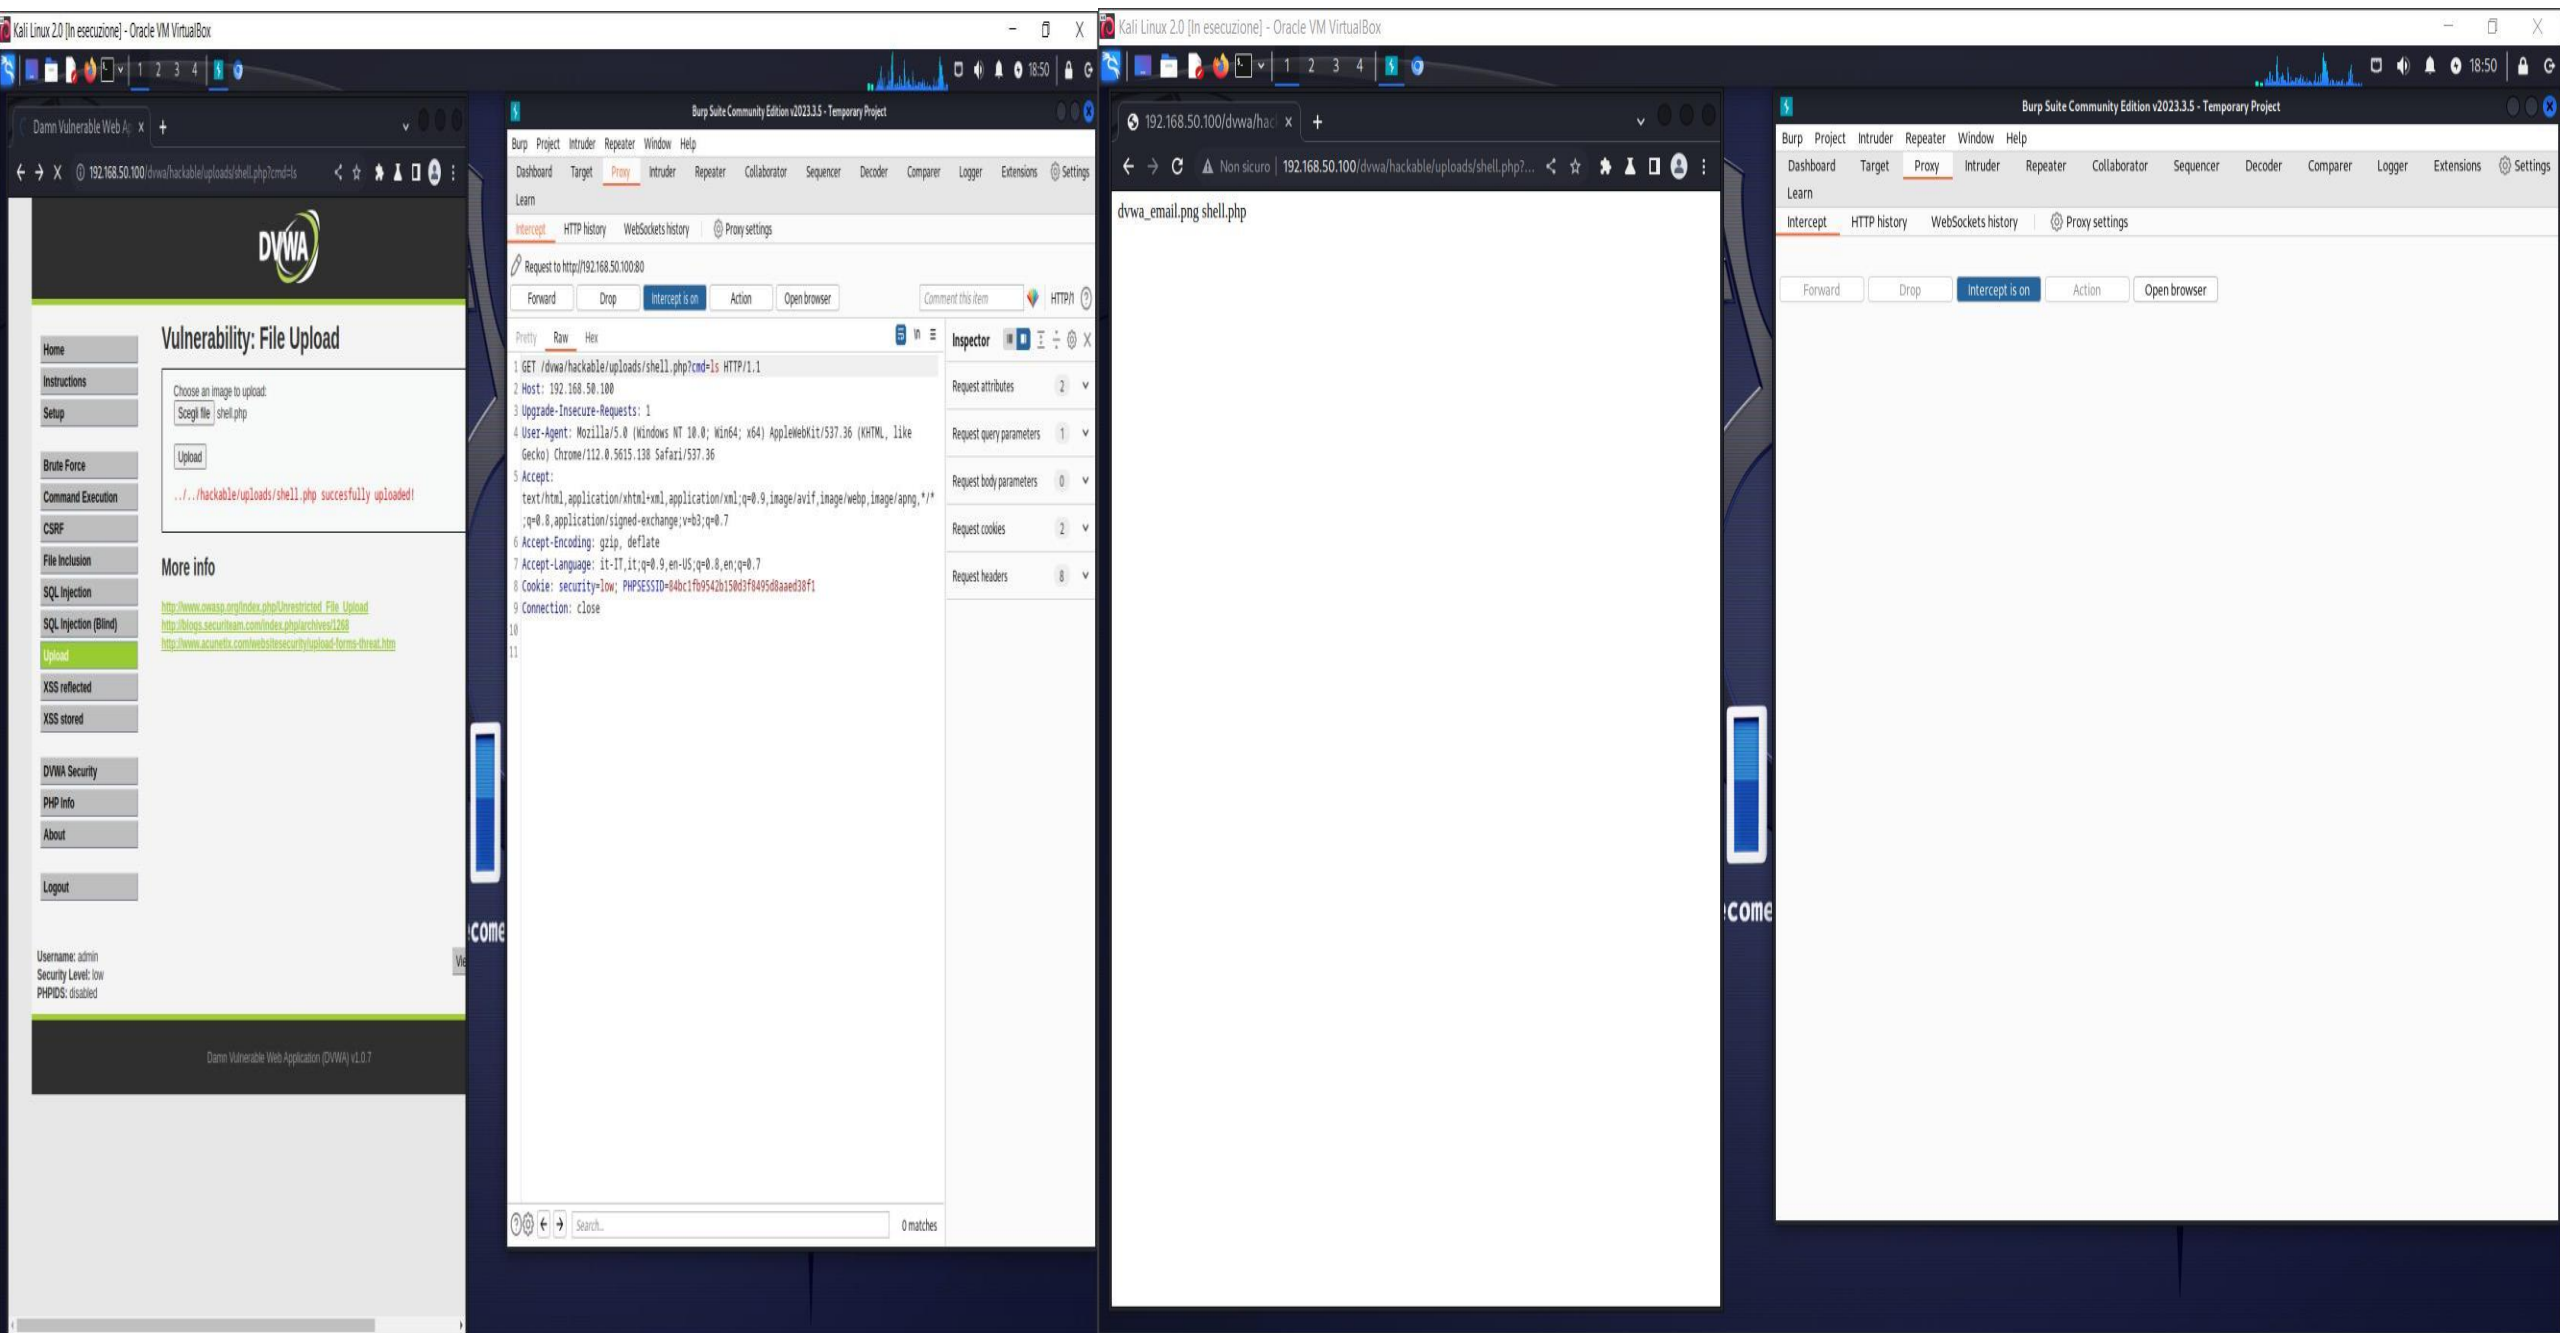 Kali Linux 2.0 [In esecuzione] - Oracle VM VirtualBox
1 2 3 4
18:50
Damn Vulnerable Web Ap
192.168.50.100/dvwa/hackable/uploads/shell.php?cmd=ls
DVWA
Vulnerability: File Upload
Home
Instructions
Setup
Brute Force
Command Execution
CSRF
File Inclusion
SQL Injection
SQL Injection (Blind)
Upload
XSS reflected
XSS stored
DVWA Security
PHP Info
About
Logout
Choose an image to upload:
Scegli file shell.php
Upload
../../hackable/uploads/shell.php succesfully uploaded!
More info
http://www.owasp.org/index.php/Unrestricted_File_Upload
http://blogs.securiteam.com/index.php/archives/1268
http://www.acunetix.com/websitesecurity/upload-forms-threat.htm
Username: admin
Security Level: low
PHPIDS: disabled
Vie
Damn Vulnerable Web Application (DVWA) v1.0.7
come
Burp Suite Community Edition v2023.3.5 - Temporary Project
Burp Project Intruder Repeater Window Help
Dashboard Target Proxy Intruder Repeater Collaborator Sequencer Decoder Comparer Logger Extensions Settings
Learn
Intercept HTTP history WebSockets history Proxy settings
Request to http://192.168.50.100:80
Forward Drop Intercept is on Action Open browser Comment this item HTTP/1
Pretty Raw Hex \n
1 GET /dvwa/hackable/uploads/shell.php?cmd=ls HTTP/1.1
2 Host: 192.168.50.100
3 Upgrade-Insecure-Requests: 1
4 User-Agent: Mozilla/5.0 (Windows NT 10.0; Win64; x64) AppleWebKit/537.36 (KHTML, like
Gecko) Chrome/112.0.5615.138 Safari/537.36
5 Accept:
text/html,application/xhtml+xml,application/xml;q=0.9,image/avif,image/webp,image/apng,*/*
;q=0.8,application/signed-exchange;v=b3;q=0.7
6 Accept-Encoding: gzip, deflate
7 Accept-Language: it-IT,it;q=0.9,en-US;q=0.8,en;q=0.7
8 Cookie: security=low; PHPSESSID=84bc1fb9542b150d3f8495d8aaed38f1
9 Connection: close
10
11
Inspector
Request attributes 2
Request query parameters 1
Request body parameters 0
Request cookies 2
Request headers 8
Search...
0 matches
Kali Linux 2.0 [In esecuzione] - Oracle VM VirtualBox
1 2 3 4
18:50
192.168.50.100/dvwa/hac
Non sicuro | 192.168.50.100/dvwa/hackable/uploads/shell.php?...
dvwa_email.png shell.php
come
Burp Suite Community Edition v2023.3.5 - Temporary Project
Burp Project Intruder Repeater Window Help
Dashboard Target Proxy Intruder Repeater Collaborator Sequencer Decoder Comparer Logger Extensions Settings
Learn
Intercept HTTP history WebSockets history Proxy settings
Forward Drop Intercept is on Action Open browser